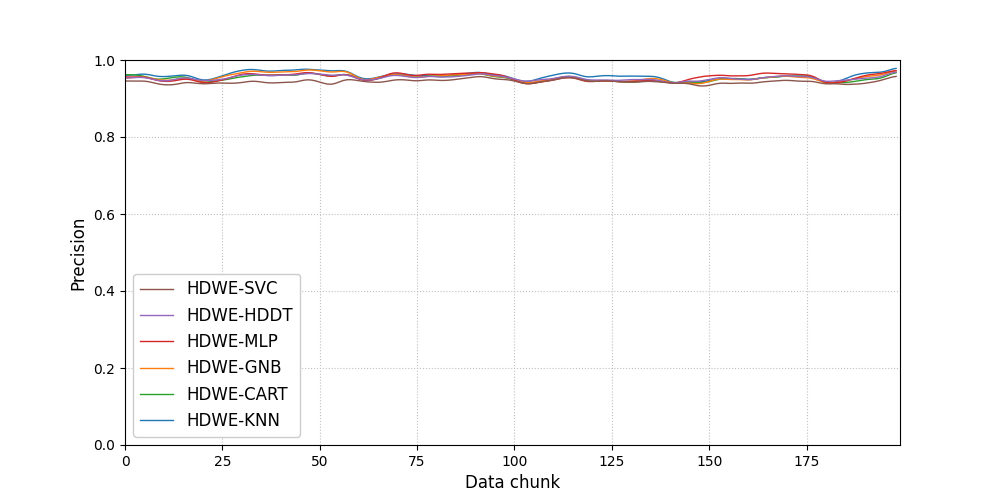 1.0
0.8
0.6
0.4
0.2
0.0
Precision
HDWE-SVC
HDWE-HDDT
HDWE-MLP
HDWE-GNB
HDWE-CART
HDWE-KNN
0 25 50 75 100 125 150 175
Data chunk